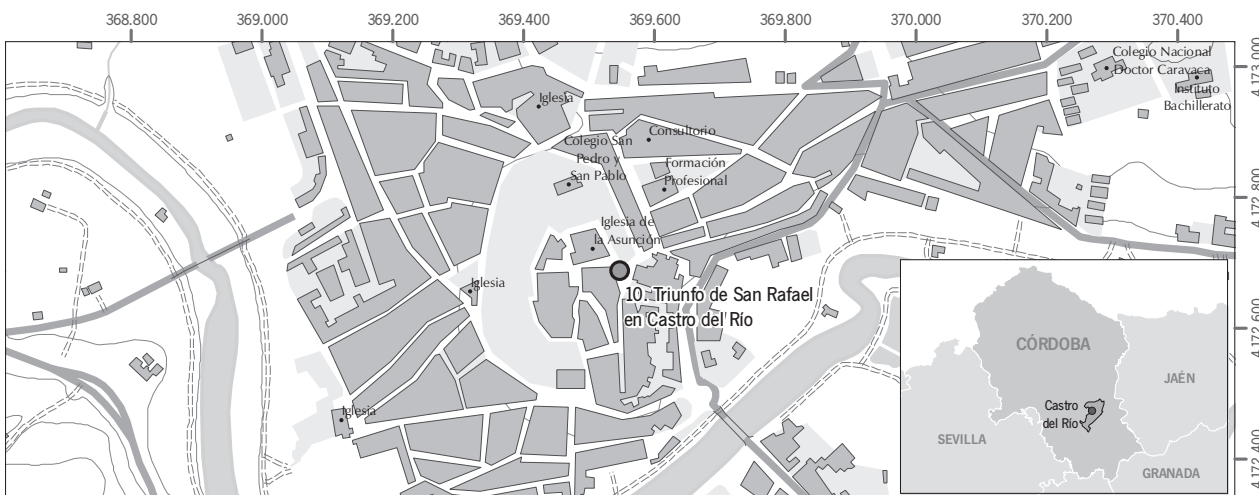 368.800
369.000
369.200
369.400
369.600
369.800
370.000
370.200
370.400
4.173.000
4.172.800
4.172.600
4.172.400
Colegio Nacional
Doctor Caravaca
Instituto
Bachillerato
Iglesia
Consultorio
Colegio San
Pedro y
San Pablo
Formación
Profesional
Iglesia de
la Asunción
Iglesia
10. Triunfo de San Rafael
en Castro del Río
Iglesia
CÓRDOBA
JAÉN
Castro
del Río
SEVILLA
GRANADA